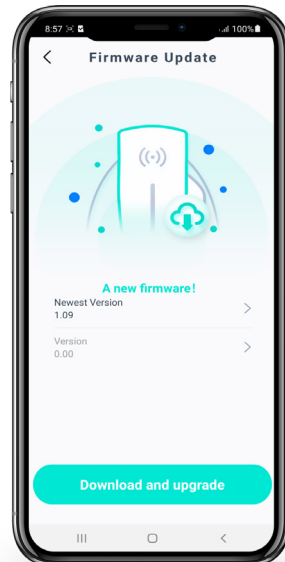 8:57
100%
Firmware Update
A new firmware!
Newest Version
1.09
Version
0.00
Download and upgrade